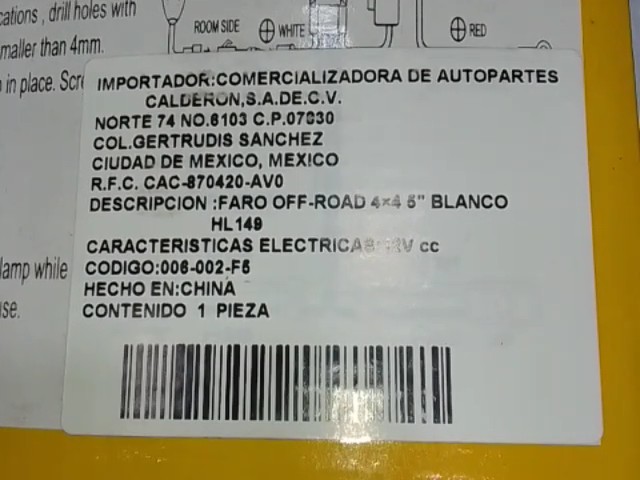 cations, drill holes with
maller than 4mm.
in place. Scr
ROOM SIDE
WHITE
RED
IMPORTADOR:COMERCIALIZADORA DE AUTOPARTES
CALDERON,S.A.DE.C.V.
NORTE 74 NO.6103 C.P.07830
COL.GERTRUDIS SANCHEZ
CIUDAD DE MEXICO, MEXICO
R.F.C. CAC-870420-AV0
DESCRIPCION :FARO OFF-ROAD 4×4 5" BLANCO
HL149
CARACTERISTICAS ELECTRICAS: cc
CODIGO:006-002-F5
HECHO EN:CHINA
CONTENIDO 1 PIEZA
lamp while
se.